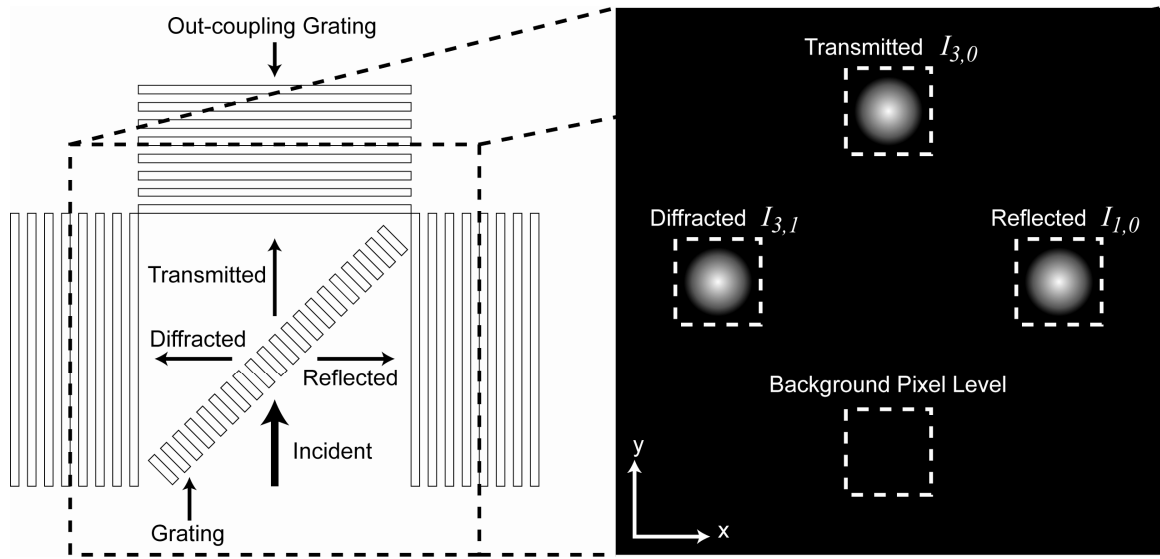 Out-coupling Grating
Transmitted
Diffracted
Reflected
Incident
Grating
Transmitted I3,0
Diffracted I3,1
Reflected I1,0
Background Pixel Level
y
x